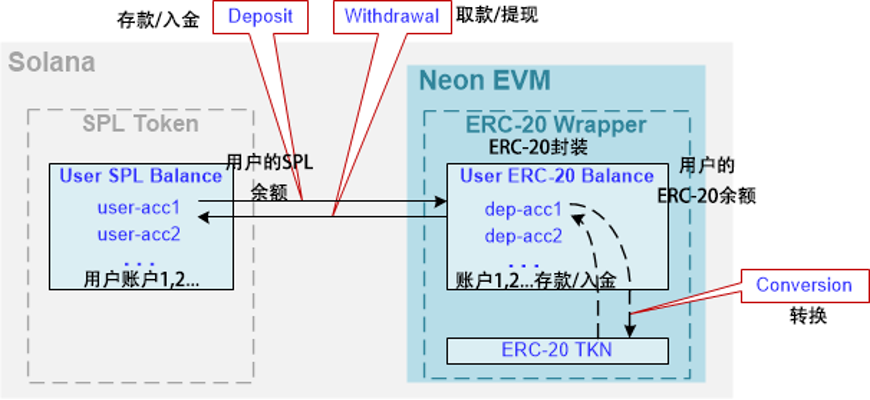 存款/入金
Deposit
Withdrawal
取款/提现
Solana
Neon EVM
SPL Token
ERC-20 Wrapper
ERC-20封装
User SPL Balance
用户的SPL
余额
user-acc1
user-acc2
...
用户账户1,2...
User ERC-20 Balance
用户的
ERC-20余额
dep-acc1
dep-acc2
...
账户1,2...存款/入金
Conversion
转换
ERC-20 TKN